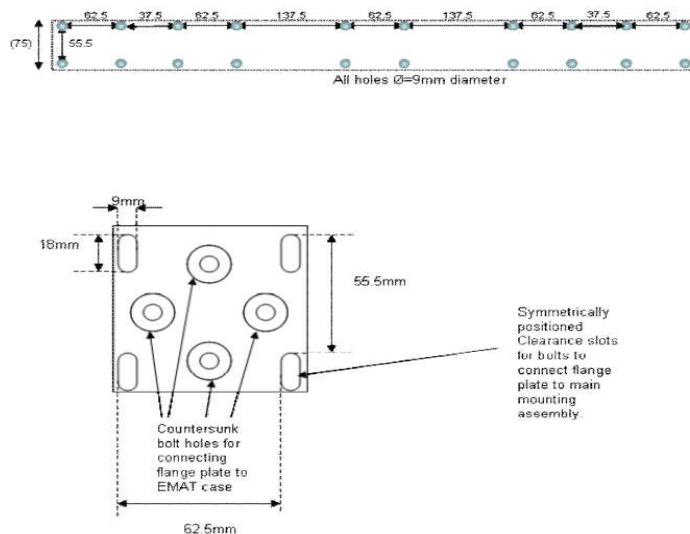 62.5 37.5 62.5 137.5 62.5 137.5 62.5 37.5 62.5
(75) 55.5
All holes Ø=9mm diameter
9mm
18mm
55.5mm
Symmetrically
positioned
Clearance slots
for bolts to
connect flange
plate to main
mounting
assembly.
Countersunk
bolt holes for
connecting
flange plate to
EMAT case
62.5mm